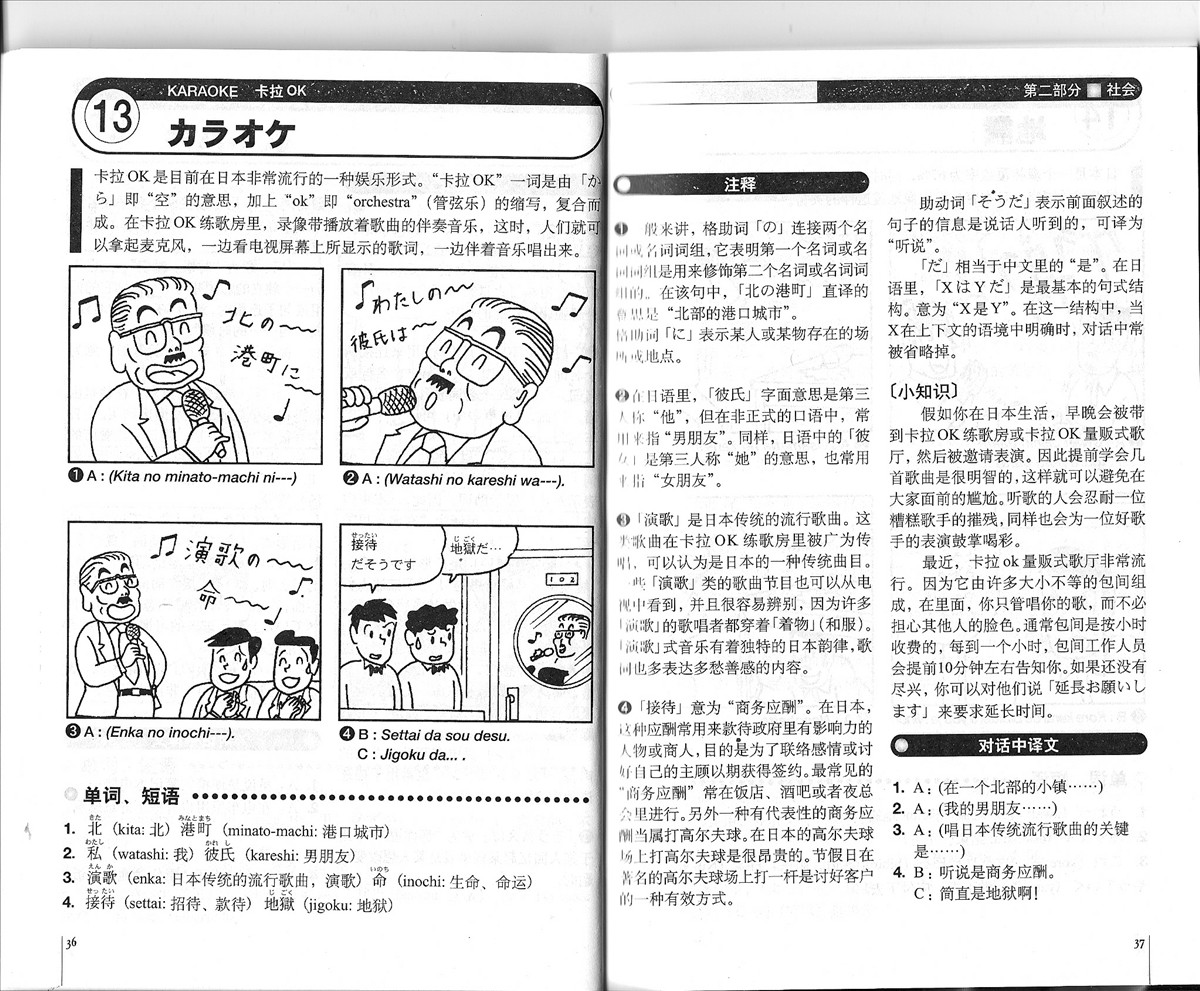 KARAOKE 卡拉OK
13
カラオケ
卡拉OK是目前在日本非常流行的一种娱乐形式。“卡拉OK”一词是由「か
ら」即“空”的意思，加上“ok”即“orchestra”（管弦乐）的缩写，复合而
成。在卡拉OK练歌房里，录像带播放着歌曲的伴奏音乐，这时，人们就可
以拿起麦克风，一边看电视屏幕上所显示的歌词，一边伴着音乐唱出来。
北の〜〜
港町に〜
❶ A : (Kita no minato-machi ni---)
わたしの〜〜
彼氏は〜
❷ A : (Watashi no kareshi wa---).
演歌の〜〜
命〜〜
❸ A : (Enka no inochi---).
せったい
接待
だそうです
じごく
地獄だ…
102
❹ B : Settai da sou desu.
C : Jigoku da... .
单词、短语
きた みなとまち
1. 北 (kita: 北) 港町 (minato-machi: 港口城市)
わたし かれ し
2. 私 (watashi: 我) 彼氏 (kareshi: 男朋友)
えん か いのち
3. 演歌 (enka: 日本传统的流行歌曲，演歌) 命 (inochi: 生命、命运)
せったい じごく
4. 接待 (settai: 招待、款待) 地獄 (jigoku: 地狱)
36
第二部分 社会
注释
❶ 般来讲，格助词「の」连接两个名
词或名词词组，它表明第一个名词或名
词词组是用来修饰第二个名词或名词词
组的。在该句中，「北の港町」直译的
意思是“北部的港口城市”。
格助词「に」表示某人或某物存在的场
所或地点。
❷ 在日语里，「彼氏」字面意思是第三
人称“他”，但在非正式的口语中，常
用来指“男朋友”。同样，日语中的「彼
女」是第三人称“她”的意思，也常用
来指“女朋友”。
❸ 「演歌」是日本传统的流行歌曲。这
类歌曲在卡拉OK练歌房里被广为传
唱，可以认为是日本的一种传统曲目。
一些「演歌」类的歌曲节目也可以从电
视中看到，并且很容易辨别，因为许多
「演歌」的歌唱者都穿着「着物」（和服）。
「演歌」式音乐有着独特的日本韵律，歌
词也多表达多愁善感的内容。
❹ 「接待」意为“商务应酬”。在日本，
这种应酬常用来款待政府里有影响力的
人物或商人，目的是为了联络感情或讨
好自己的主顾以期获得签约。最常见的
“商务应酬”常在饭店、酒吧或者夜总
会里进行。另外一种有代表性的商务应
酬当属打高尔夫球。在日本的高尔夫球
场上打高尔夫球是很昂贵的。节假日在
著名的高尔夫球场上打一杆是讨好客户
的一种有效方式。
助动词「そうだ」表示前面叙述的
句子的信息是说话人听到的，可译为
“听说”。
「だ」相当于中文里的“是”。在日
语里，「XはYだ」是最基本的句式结
构。意为“X是Y”。在这一结构中，当
X在上下文的语境中明确时，对话中常
被省略掉。
〔小知识〕
假如你在日本生活，早晚会被带
到卡拉OK练歌房或卡拉OK量贩式歌
厅，然后被邀请表演。因此提前学会几
首歌曲是很明智的，这样就可以避免在
大家面前的尴尬。听歌的人会忍耐一位
糟糕歌手的摧残，同样也会为一位好歌
手的表演鼓掌喝彩。
最近，卡拉ok量贩式歌厅非常流
行。因为它由许多大小不等的包间组
成，在里面，你只管唱你的歌，而不必
担心其他人的脸色。通常包间是按小时
收费的，每到一个小时，包间工作人员
会提前10分钟左右告知你。如果还没有
尽兴，你可以对他们说「延長お願いし
ます」来要求延长时间。
对话中译文
1. A：(在一个北部的小镇……)
2. A：(我的男朋友……)
3. A：(唱日本传统流行歌曲的关键
是……)
4. B：听说是商务应酬。
C：简直是地狱啊！
37